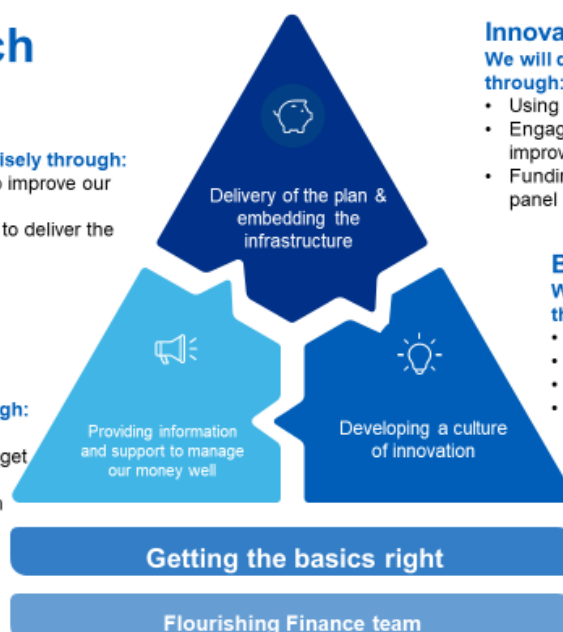 ch
isely through:
o improve our
to deliver the
gh:
get
n
Delivery of the plan &
embedding the
infrastructure
Providing information
and support to manage
our money well
Developing a culture
of innovation
Innova
We will d
through:
• Using
• Engag
improv
• Fundin
panel
E
W
th
•
•
•
•
Getting the basics right
Flourishing Finance team